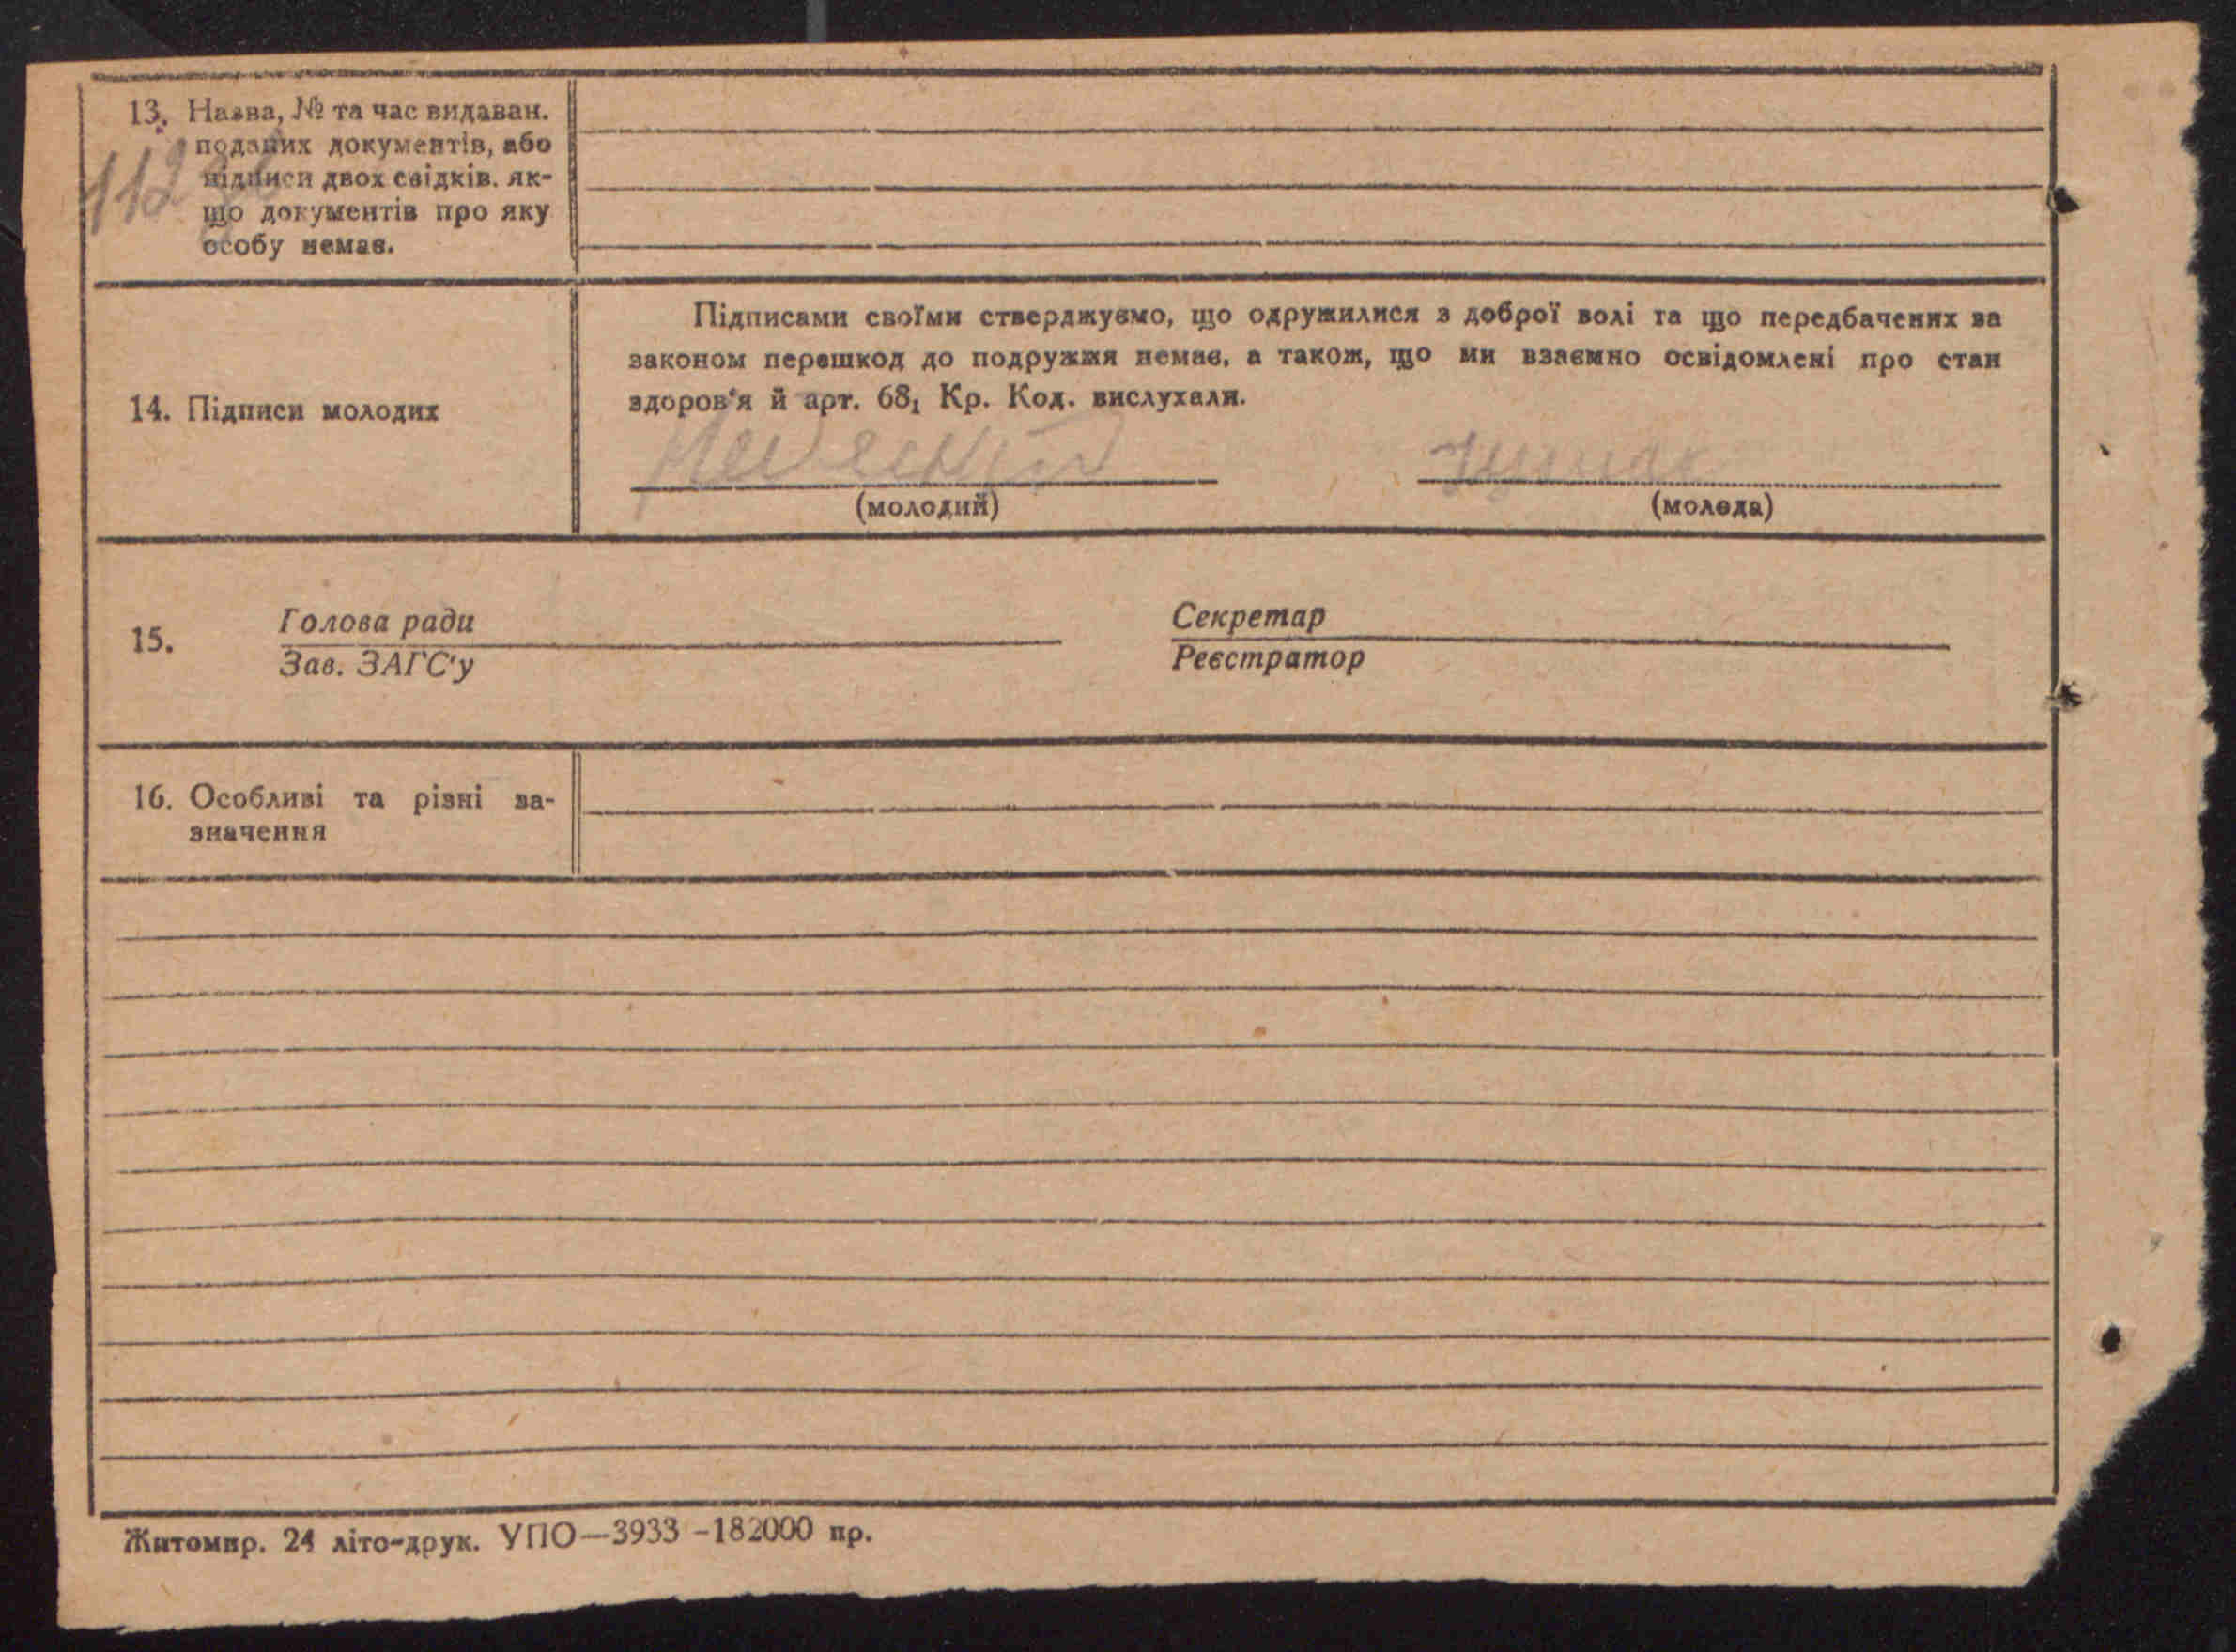 13. Назва, № та час видаван.
поданих документів, або
підписи двох свідків. як-
що документів про яку
особу немає.
Підписами своїми стверджуємо, що одружилися з доброї волі та що передбачених за
законом перешкод до подружжя немає, а також, що ми взаємно освідомлені про стан
здоров'я й арт. 68₁ Кр. Код. вислухали.
14. Підписи молодих
(молодий) (молода)
15. Голова ради Секретар
Зав. ЗАГС'у Реєстратор
16. Особливі та різні за-
значення
Житомир. 24 літо-друк. УПО—3933 -182000 пр.